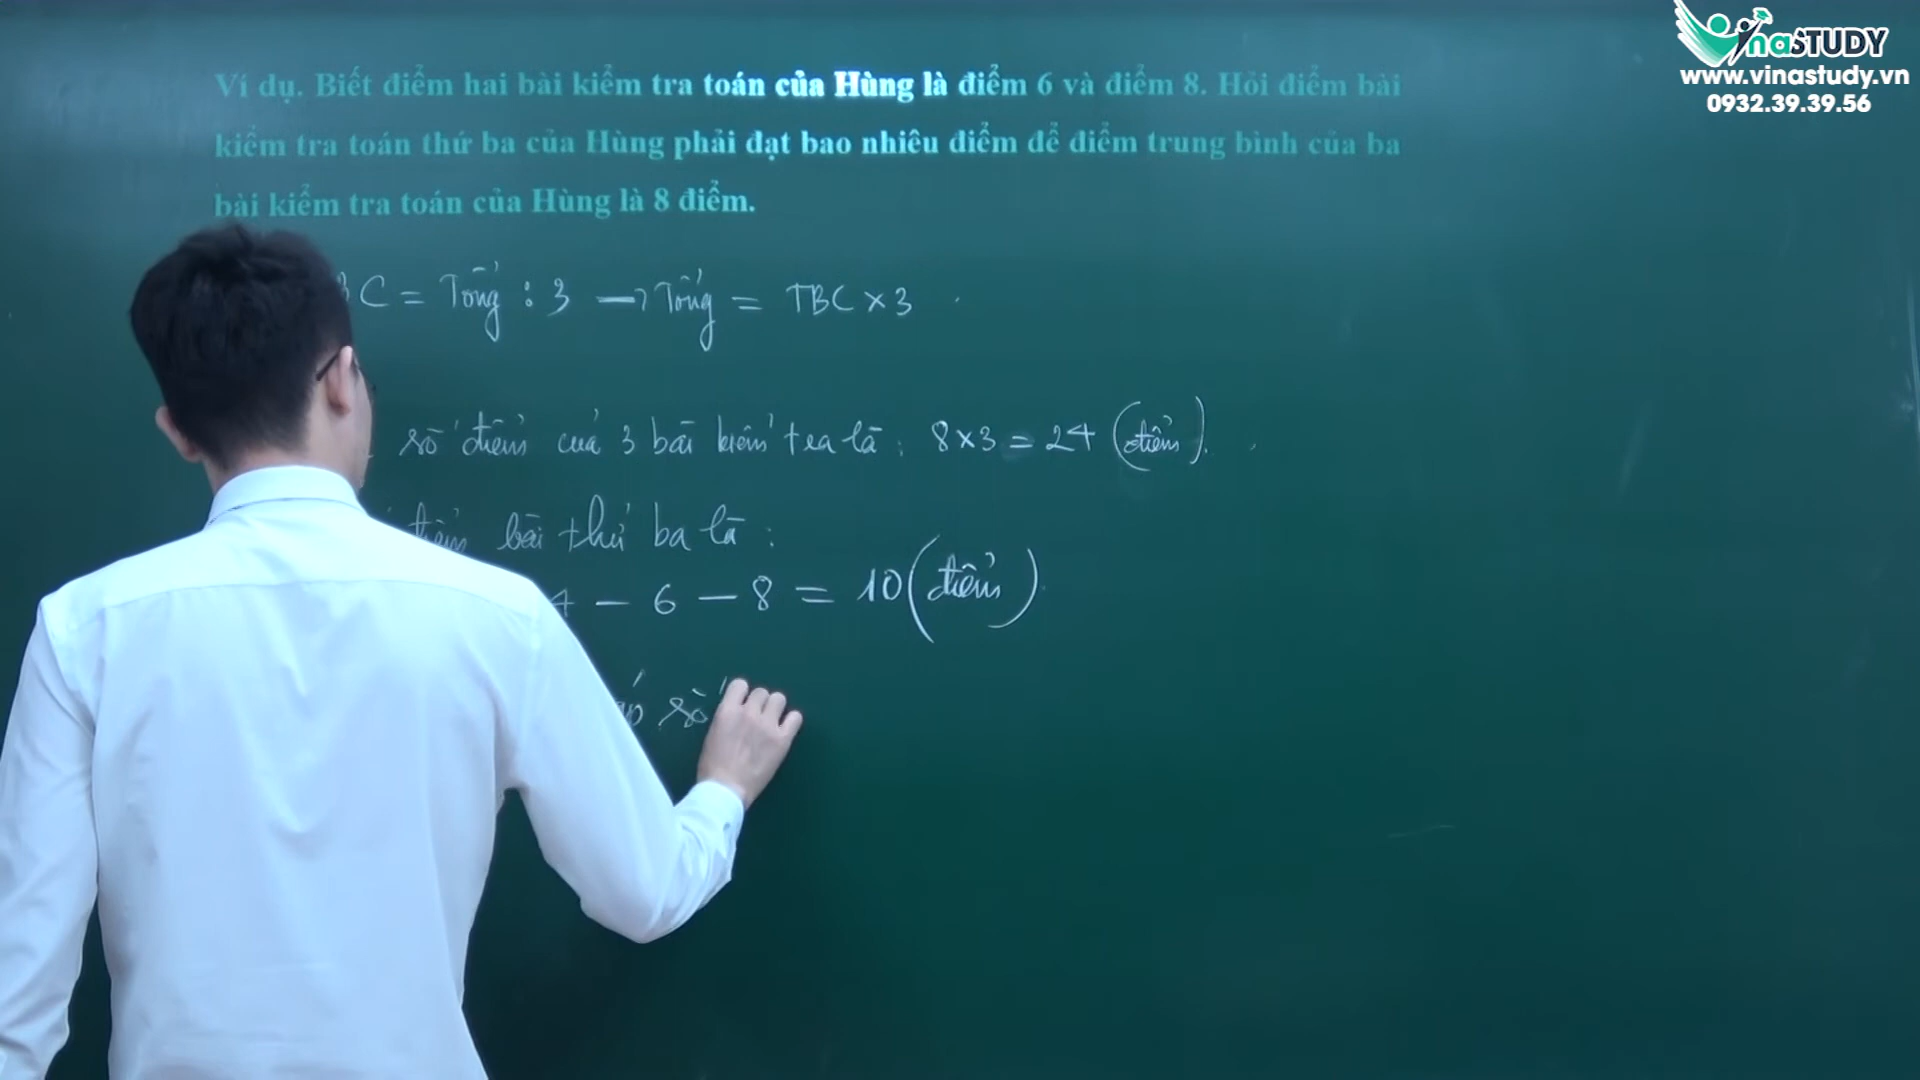 VinaSTUDY
www.vinastudy.vn
0932.39.39.56
Ví dụ. Biết điểm hai bài kiểm tra toán của Hùng là điểm 6 và điểm 8. Hỏi điểm bài
kiểm tra toán thứ ba của Hùng phải đạt bao nhiêu điểm để điểm trung bình của ba
bài kiểm tra toán của Hùng là 8 điểm.
C = Tổng : 3 → Tổng = TBC × 3
số điểm của 3 bài kiểm tra là : 8 × 3 = 24 (điểm).
điểm bài thứ ba là :
4 - 6 - 8 = 10 (điểm)
số